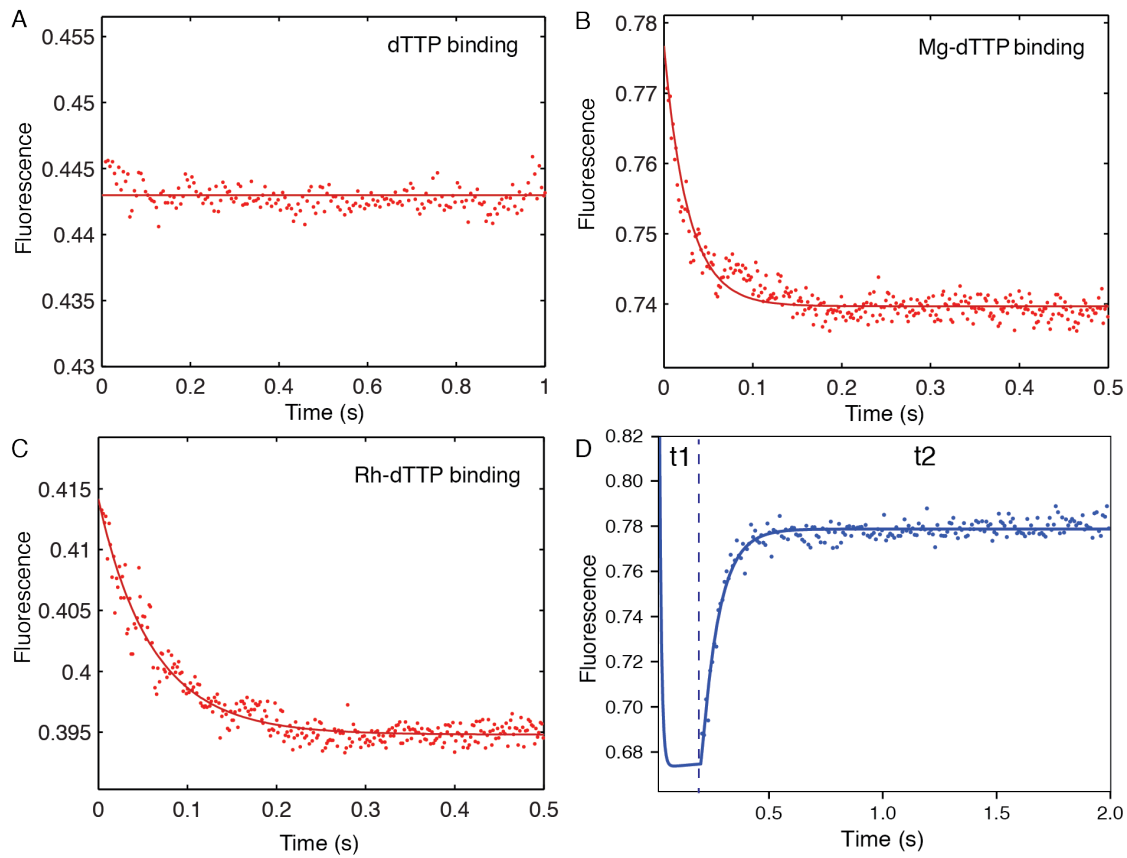 A
dTTP binding
0.455
0.45
0.445
0.44
0.435
0.43
Fluorescence
0
0.2
0.4
0.6
0.8
1
Time (s)
B
Mg-dTTP binding
0.78
0.77
0.76
0.75
0.74
Fluorescence
0
0.1
0.2
0.3
0.4
0.5
Time (s)
C
Rh-dTTP binding
0.415
0.41
0.405
0.4
0.395
Fluorescence
0
0.1
0.2
0.3
0.4
0.5
Time (s)
D
t1
t2
0.82
0.80
0.78
0.76
0.74
0.72
0.70
0.68
Fluorescence
0.5
1.0
1.5
2.0
Time (s)